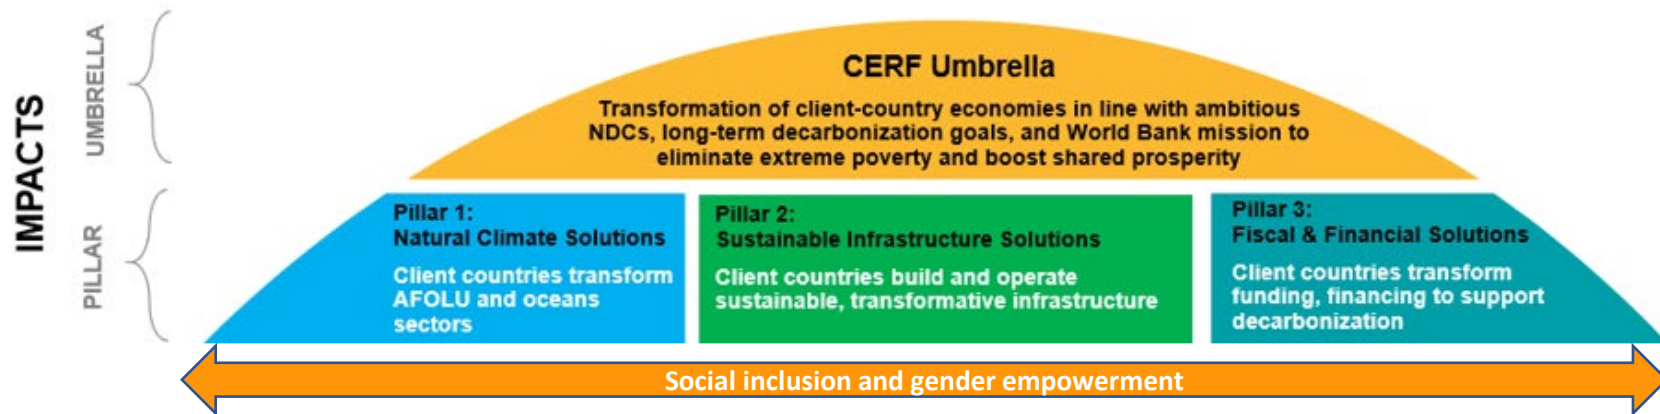 IMPACTS
UMBRELLA
CERF Umbrella
Transformation of client-country economies in line with ambitious
NDCs, long-term decarbonization goals, and World Bank mission to
eliminate extreme poverty and boost shared prosperity
PILLAR
Pillar 1:
Natural Climate Solutions
Client countries transform
AFOLU and oceans
sectors
Pillar 2:
Sustainable Infrastructure Solutions
Client countries build and operate
sustainable, transformative infrastructure
Pillar 3:
Fiscal & Financial Solutions
Client countries transform
funding, financing to support
decarbonization
Social inclusion and gender empowerment